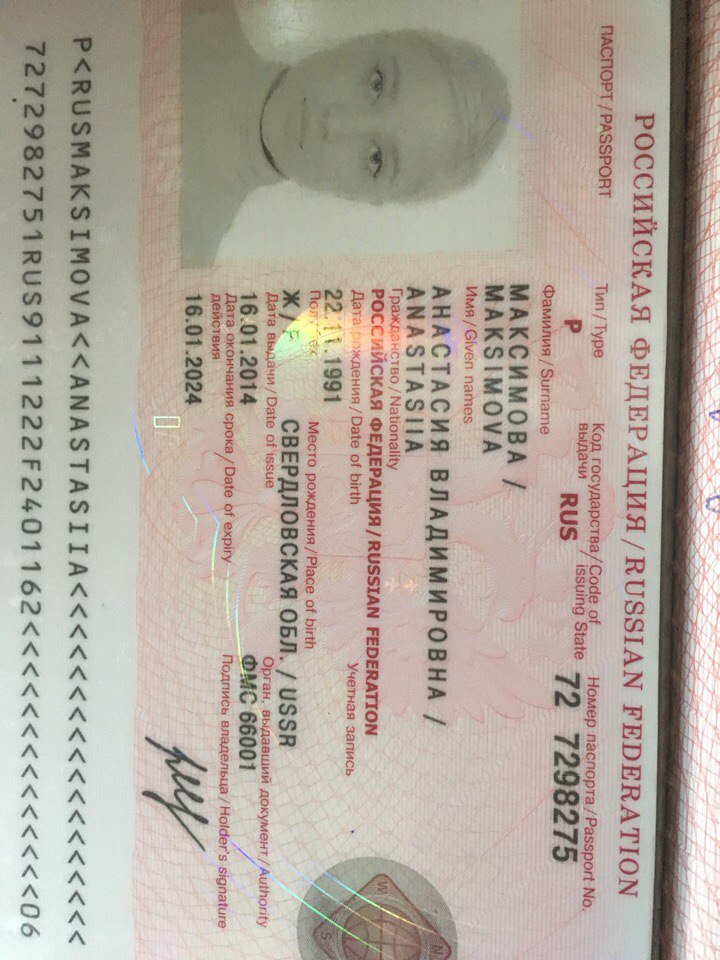 РОССИЙСКАЯ ФЕДЕРАЦИЯ / RUSSIAN FEDERATION
ПАСПОРТ / PASSPORT
Тип / Type
Код государства / Code of
выдачи issuing State
Номер паспорта / Passport No.
P
RUS
72 7298275
Фамилия / Surname
МАКСИМОВА /
MAKSIMOVA
Имя / Given names
АНАСТАСИЯ ВЛАДИМИРОВНА /
ANASTASIIA
Гражданство / Nationality
РОССИЙСКАЯ ФЕДЕРАЦИЯ / RUSSIAN FEDERATION
Дата рождения / Date of birth
Учетная запись
22.11.1991
Пол / Sex
Место рождения / Place of birth
Ж / F
СВЕРДЛОВСКАЯ ОБЛ. / USSR
Дата выдачи / Date of issue
Орган, выдавший документ / Authority
16.01.2014
ФМС 66001
Дата окончания срока / Date of expiry
действия
Подпись владельца / Holder's signature
16.01.2024
N
W
S
P<RUSMAKSIMOVA<<ANASTASIIA<<<<<<<<<<<<<<<<<<
7272982751RUS9111222F2401162<<<<<<<<<<<<<<06